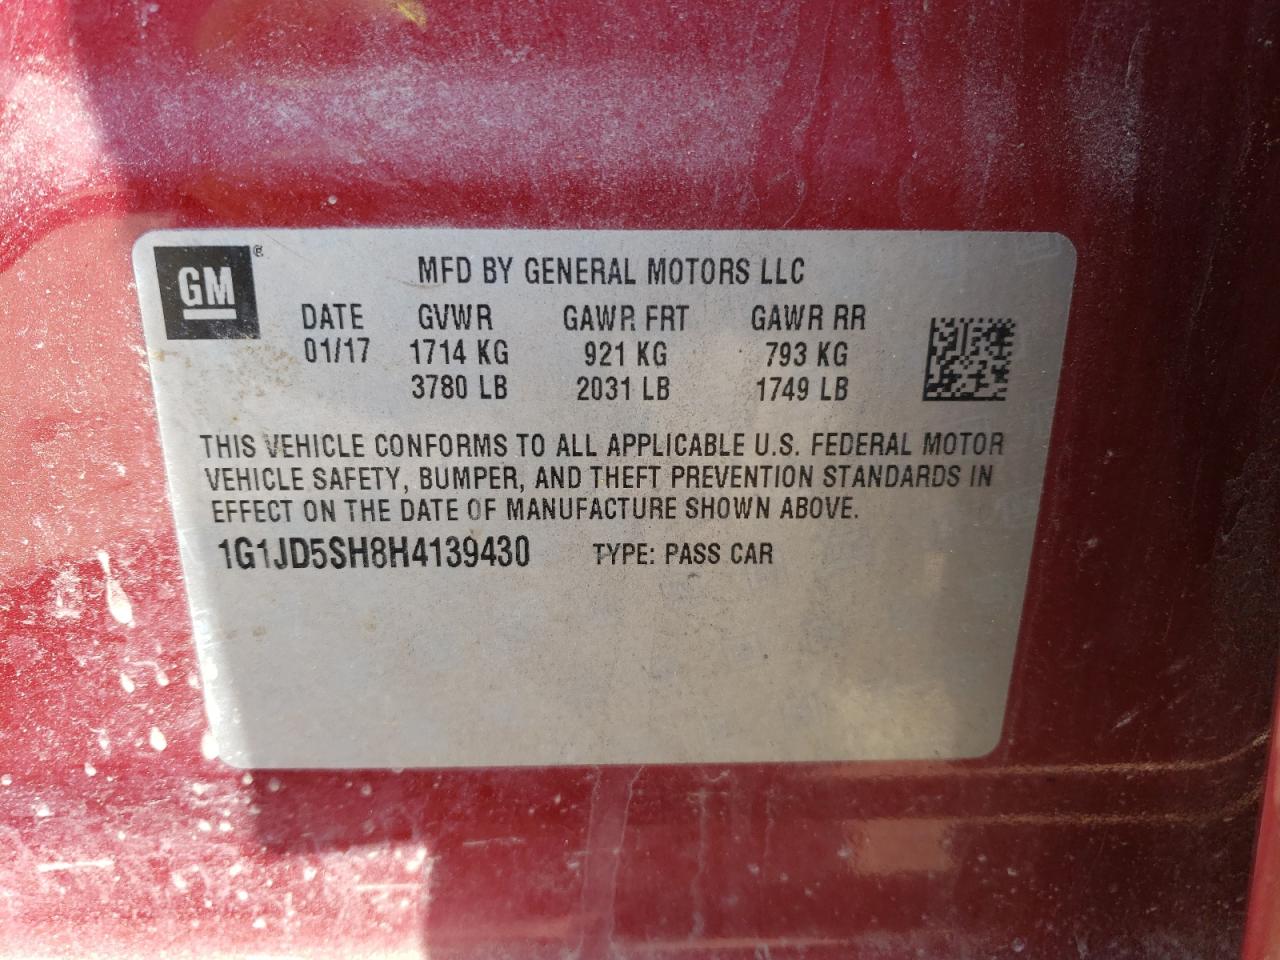 GM ®
MFD BY GENERAL MOTORS LLC
DATE GVWR GAWR FRT GAWR RR
01/17 1714 KG 921 KG 793 KG
3780 LB 2031 LB 1749 LB
THIS VEHICLE CONFORMS TO ALL APPLICABLE U.S. FEDERAL MOTOR
VEHICLE SAFETY, BUMPER, AND THEFT PREVENTION STANDARDS IN
EFFECT ON THE DATE OF MANUFACTURE SHOWN ABOVE.
1G1JD5SH8H4139430 TYPE: PASS CAR